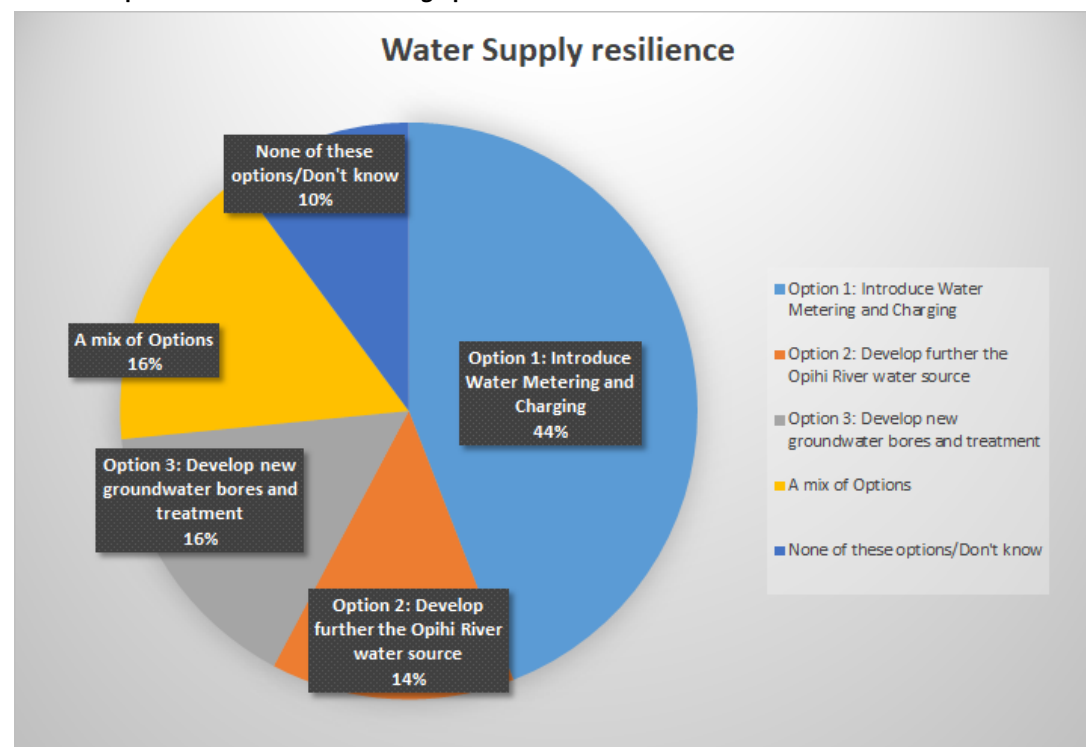 Water Supply resilience
None of these
options/Don't know
10%
A mix of Options
16%
Option 1: Introduce
Water Metering and
Charging
44%
Option 3: Develop new
groundwater bores and
treatment
16%
Option 2: Develop
further the Opihi River
water source
14%
Option 1: Introduce Water
Metering and Charging
Option 2: Develop further the
Opihi River water source
Option 3: Develop new
groundwater bores and treatment
A mix of Options
None of these options/Don't know